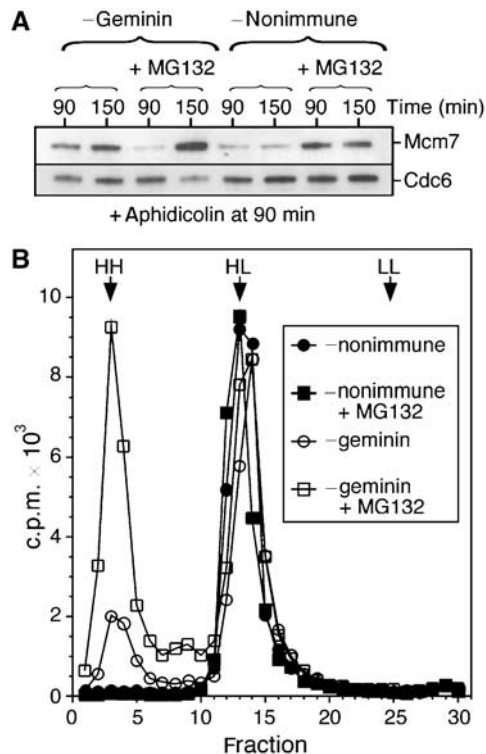 A
–Geminin –Nonimmune
+ MG132 + MG132
90 150 90 150 90 150 90 150 Time (min)
Mcm7
Cdc6
+ Aphidicolin at 90 min
B
HH HL LL
10
8
6
4
2
0
c.p.m. × 10³
–nonimmune
–nonimmune
+ MG132
–geminin
–geminin
+ MG132
0 5 10 15 20 25 30
Fraction